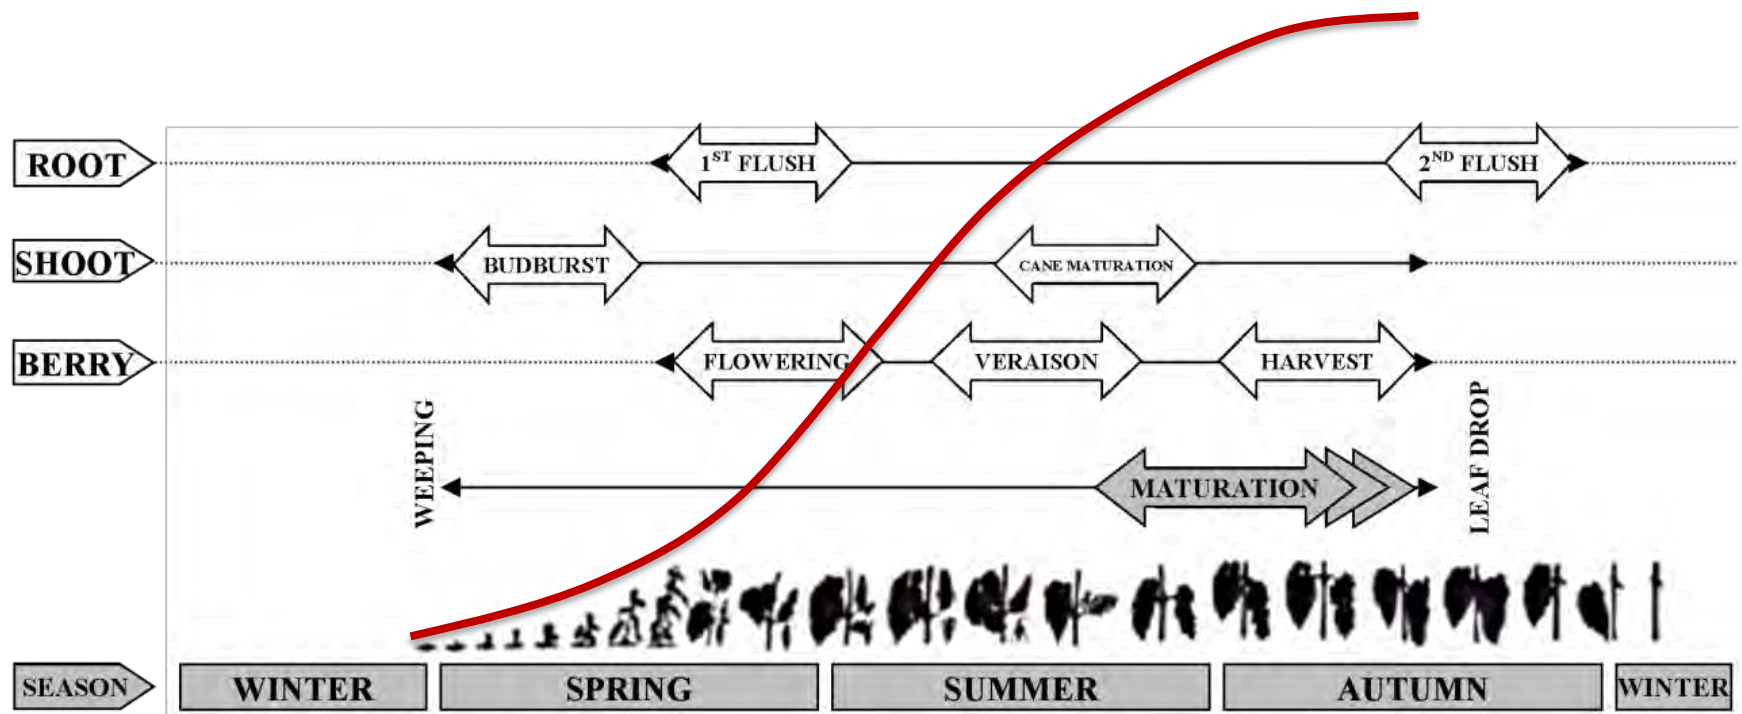 ROOT
1ST FLUSH
2ND FLUSH
SHOOT
BUDBURST
CANE MATURATION
BERRY
FLOWERING
VERAISON
HARVEST
WEEPING
MATURATION
LEAF DROP
SEASON
WINTER
SPRING
SUMMER
AUTUMN
WINTER